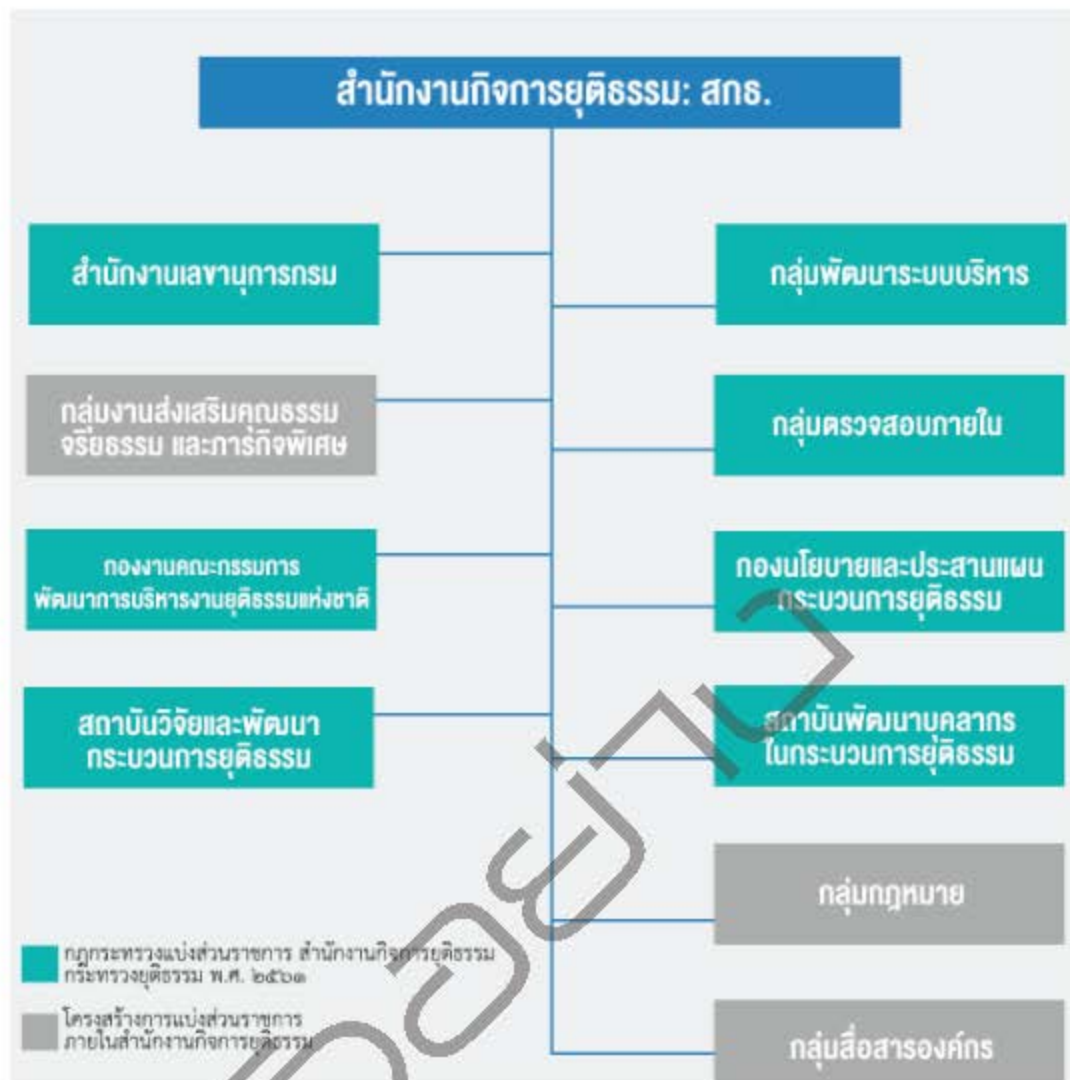 สำนักงานกิจการยุติธรรม: สกธ.
สำนักงานเลขานุการกรม
กลุ่มพัฒนาระบบบริหาร
กลุ่มงานส่งเสริมคุณธรรม
จริยธรรม และภารกิจพิเศษ
กลุ่มตรวจสอบภายใน
กองงานคณะกรรมการ
พัฒนาการบริหารงานยุติธรรมแห่งชาติ
กองนโยบายและประสานแผน
กระบวนการยุติธรรม
สถาบันวิจัยและพัฒนา
กระบวนการยุติธรรม
สถาบันพัฒนาบุคลากร
ในกระบวนการยุติธรรม
กลุ่มกฎหมาย
กลุ่มสื่อสารองค์กร
กฎกระทรวงแบ่งส่วนราชการ สำนักงานกิจการยุติธรรม
กระทรวงยุติธรรม พ.ศ. ๒๕๖๑
โครงสร้างการแบ่งส่วนราชการ
ภายในสำนักงานกิจการยุติธรรม